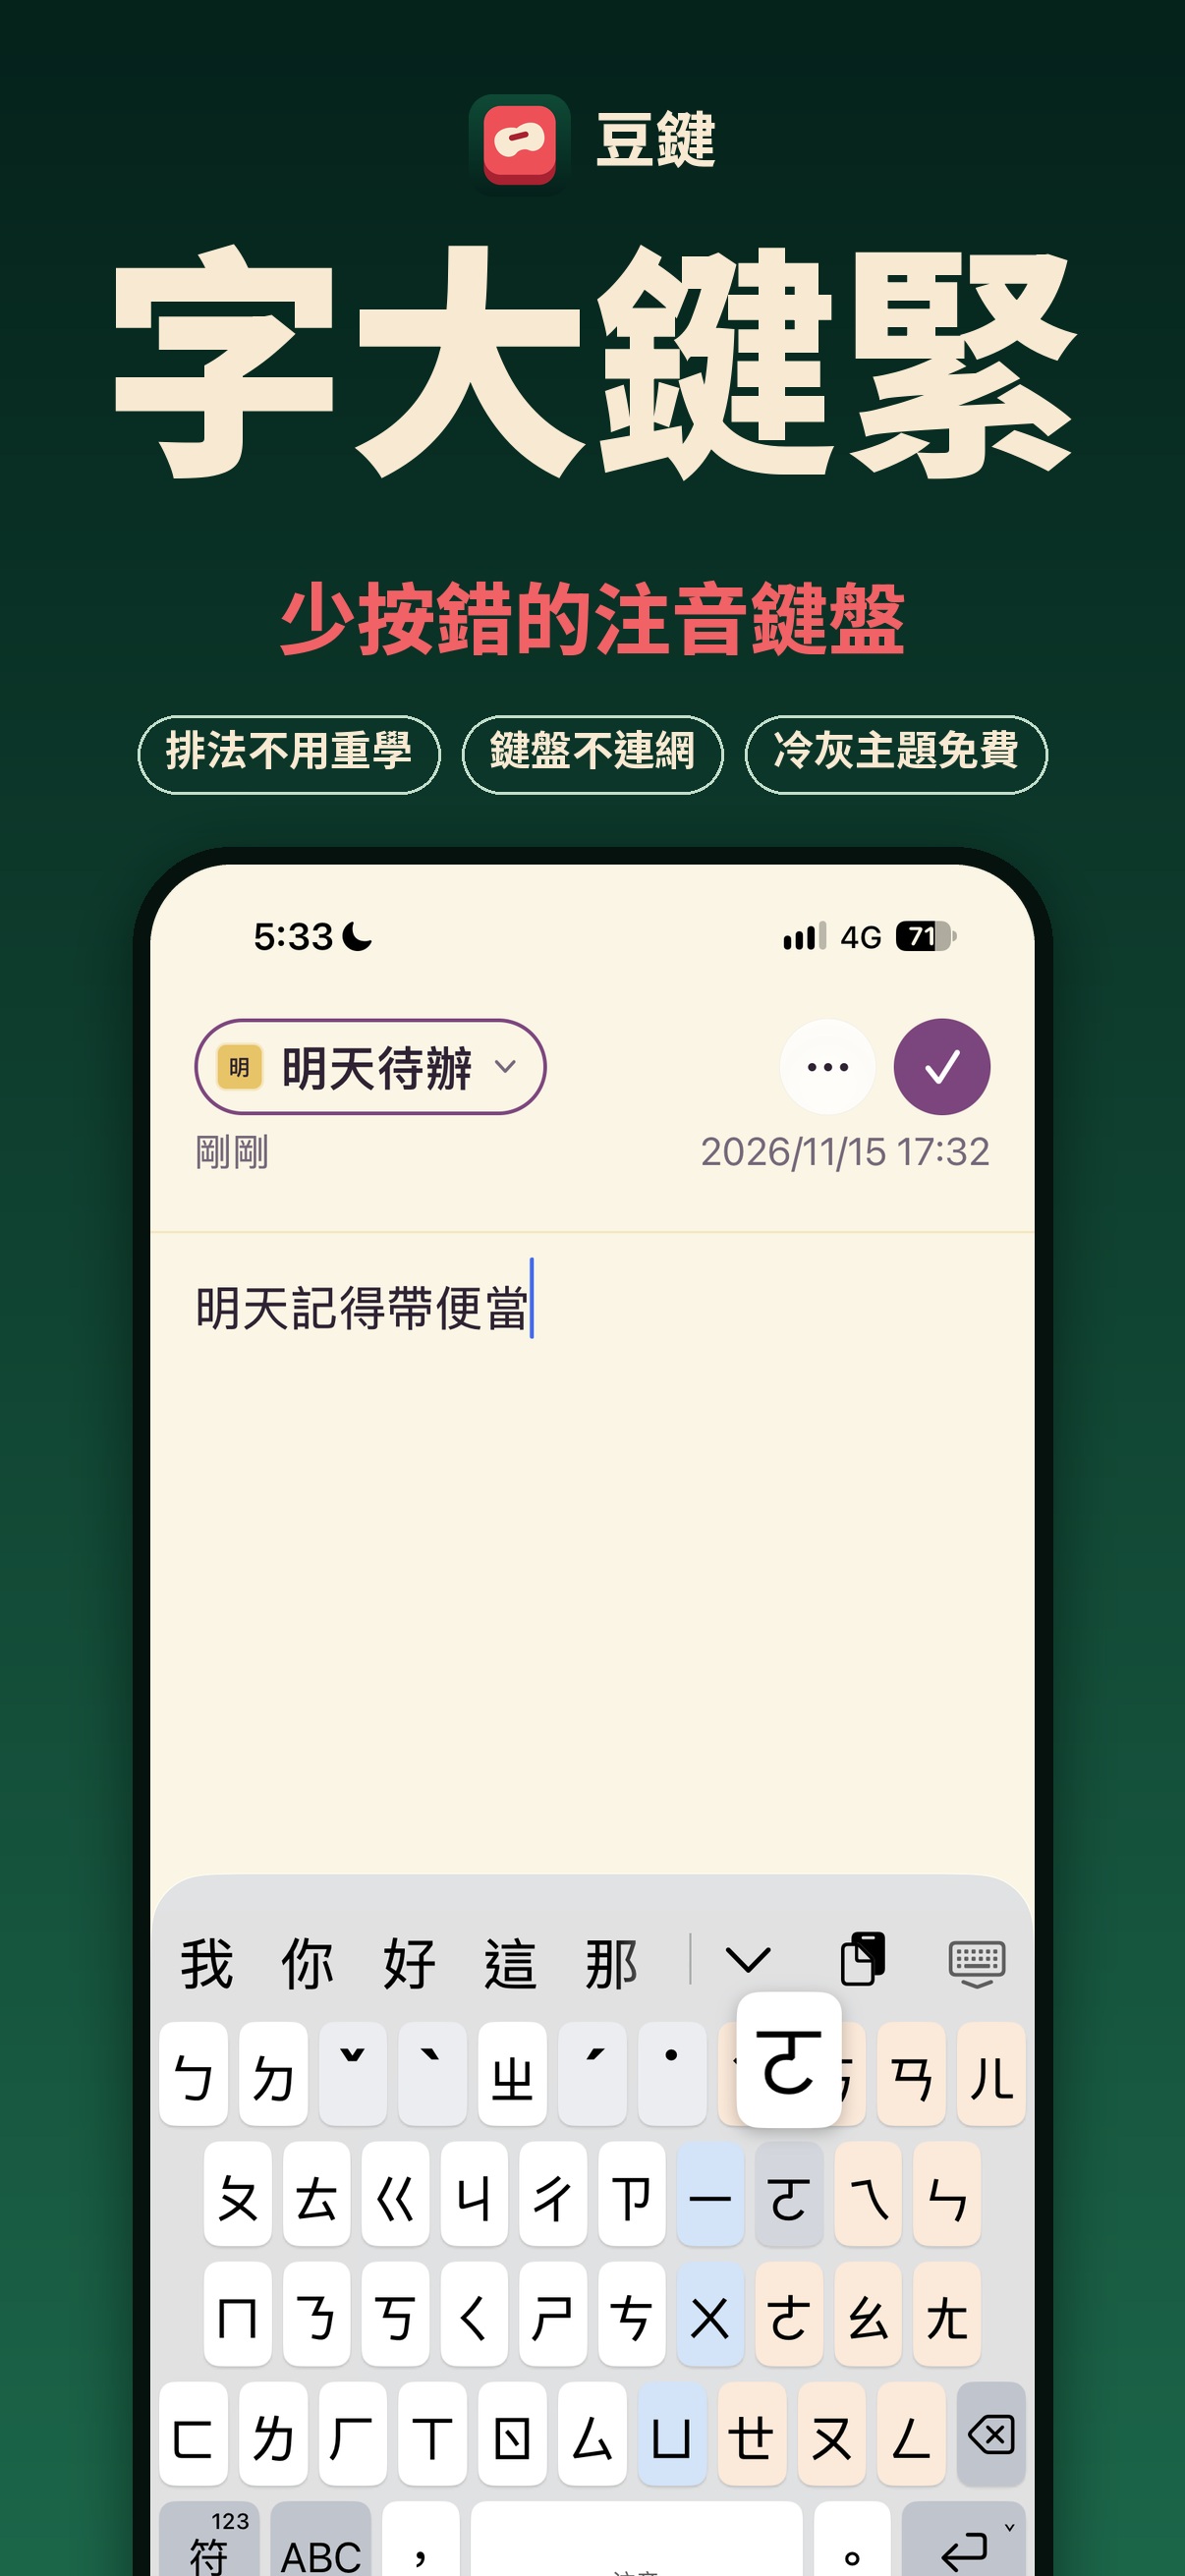 豆鍵
字大鍵緊
少按錯的注音鍵盤
排法不用重學 鍵盤不連網 冷灰主題免費
5:33 4G 71
明 明天待辦
剛剛 2026/11/15 17:32
明天記得帶便當
我 你 好 這 那
ㄅ ㄉ ˇ ˋ ㄓ ˊ ˙ ㄛ ㄢ ㄦ
ㄆ ㄊ ㄍ ㄐ ㄔ ㄗ ㄧ ㄛ ㄟ ㄣ
ㄇ ㄋ ㄎ ㄑ ㄕ ㄘ ㄨ ㄜ ㄠ ㄤ
ㄈ ㄌ ㄏ ㄒ ㄖ ㄙ ㄩ ㄝ ㄡ ㄥ
123
符 ABC ， 。